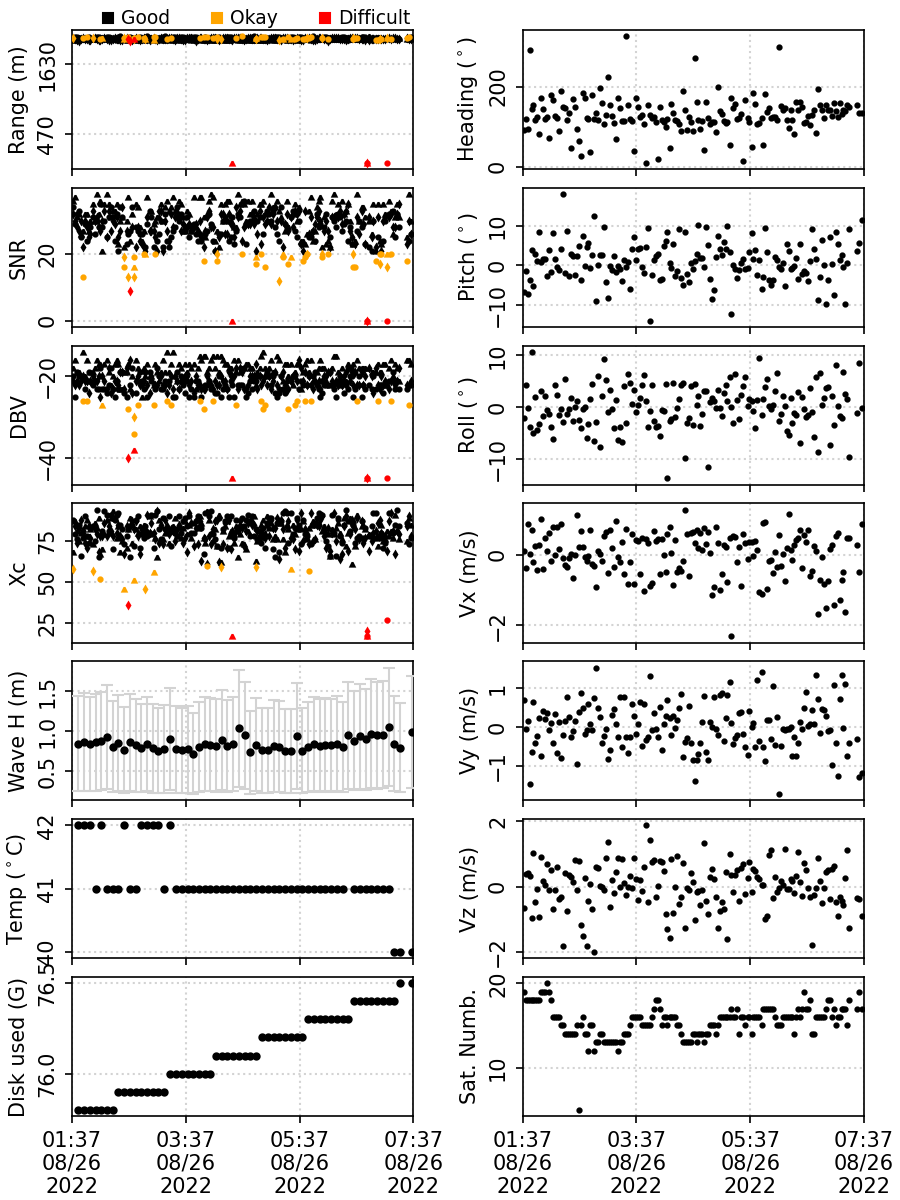 Good Okay Difficult
Range (m)
1630
470
Heading (°)
200
0
SNR
20
0
Pitch (°)
10
0
−10
DBV
−20
−40
Roll (°)
10
0
−10
Xc
75
50
25
Vx (m/s)
0
−2
Wave H (m)
1.5
1.0
0.5
Vy (m/s)
1
0
−1
Temp (°C)
42
41
40
Vz (m/s)
2
0
−2
Disk used (G)
76.5
76.0
Sat. Numb.
20
10
01:37 03:37 05:37 07:37
08/26 08/26 08/26 08/26
2022 2022 2022 2022
01:37 03:37 05:37 07:37
08/26 08/26 08/26 08/26
2022 2022 2022 2022